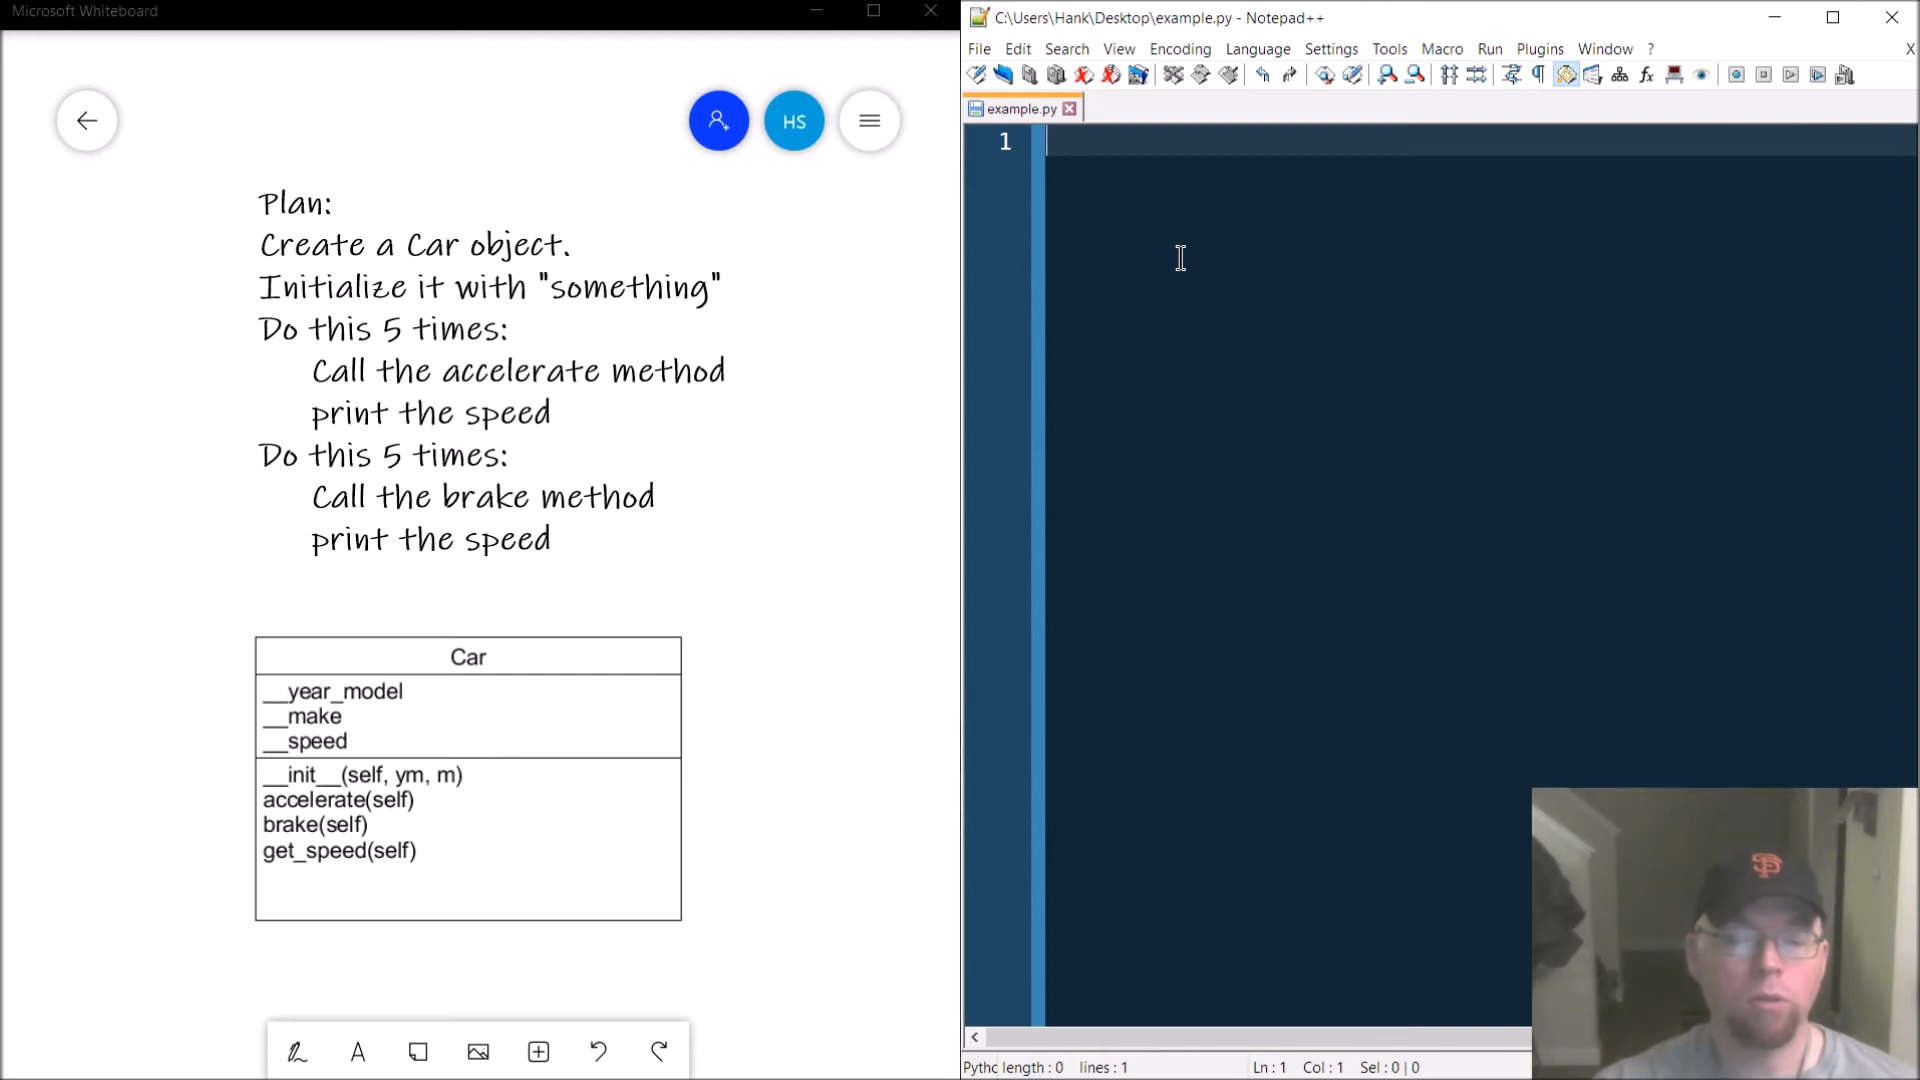 Microsoft Whiteboard
HS
Plan:
Create a Car object.
Initialize it with "something"
Do this 5 times:
Call the accelerate method
print the speed
Do this 5 times:
Call the brake method
print the speed
Car
__year_model
__make
__speed
__init__(self, ym, m)
accelerate(self)
brake(self)
get_speed(self)
A
C:\Users\Hank\Desktop\example.py - Notepad++
File Edit Search View Encoding Language Settings Tools Macro Run Plugins Window ? X
example.py
1
SF
Pythc length : 0 lines : 1 Ln : 1 Col : 1 Sel : 0 | 0